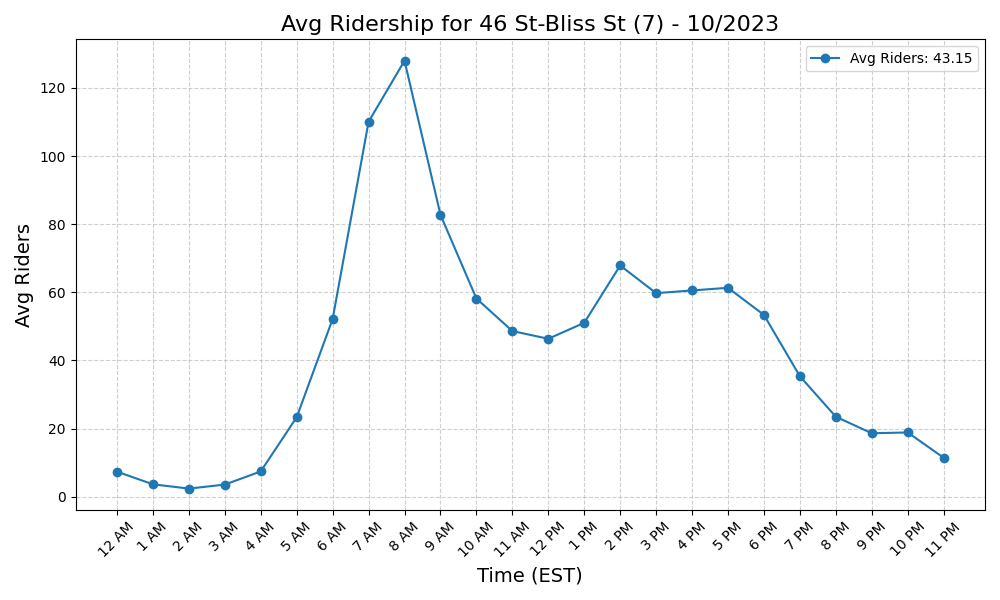 Avg Ridership for 46 St-Bliss St (7) - 10/2023
Avg Riders: 43.15
Avg Riders
120
100
80
60
40
20
0
12 AM
1 AM
2 AM
3 AM
4 AM
5 AM
6 AM
7 AM
8 AM
9 AM
10 AM
11 AM
12 PM
1 PM
2 PM
3 PM
4 PM
5 PM
6 PM
7 PM
8 PM
9 PM
10 PM
11 PM
Time (EST)